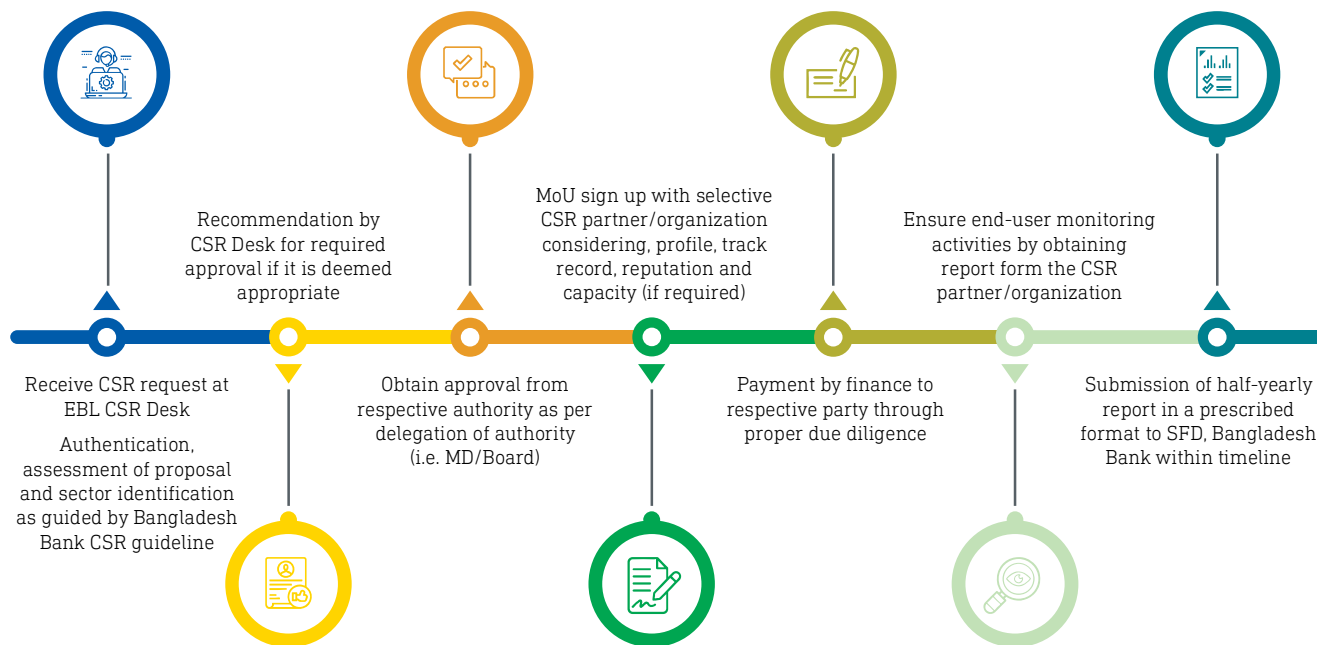 Receive CSR request at
EBL CSR Desk
Authentication,
assessment of proposal
and sector identification
as guided by Bangladesh
Bank CSR guideline
Recommendation by
CSR Desk for required
approval if it is deemed
appropriate
Obtain approval from
respective authority as per
delegation of authority
(i.e. MD/Board)
MoU sign up with selective
CSR partner/organization
considering, profile, track
record, reputation and
capacity (if required)
Payment by finance to
respective party through
proper due diligence
Ensure end-user monitoring
activities by obtaining
report form the CSR
partner/organization
Submission of half-yearly
report in a prescribed
format to SFD, Bangladesh
Bank within timeline